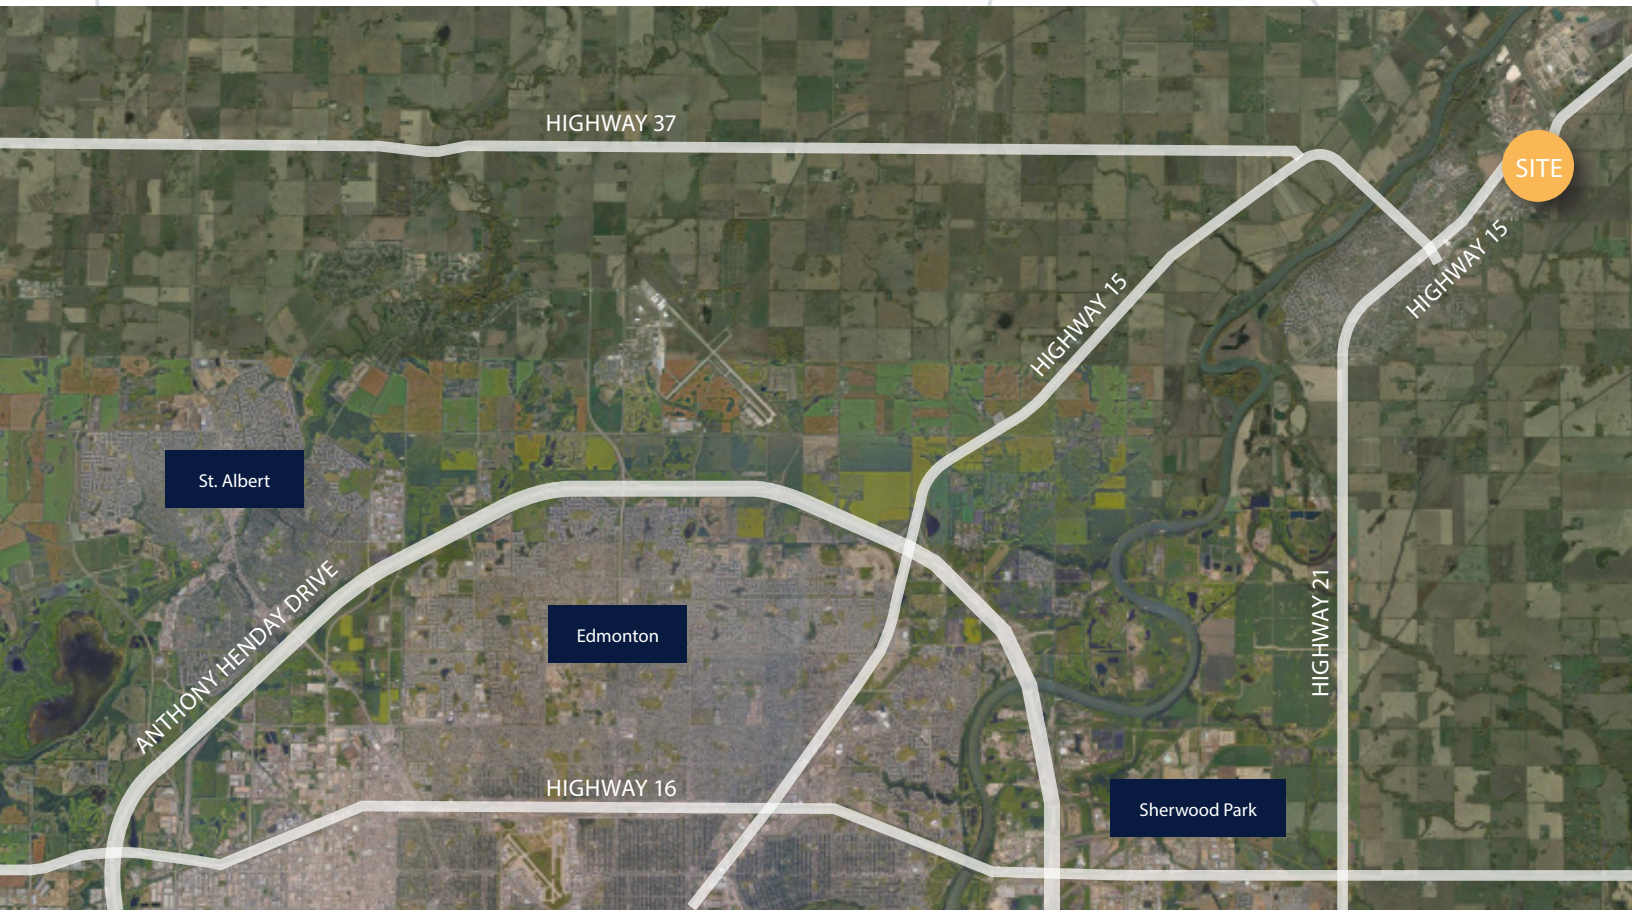 HIGHWAY 37
SITE
HIGHWAY 15
HIGHWAY 15
St. Albert
ANTHONY HENDAY DRIVE
Edmonton
HIGHWAY 21
HIGHWAY 16
Sherwood Park